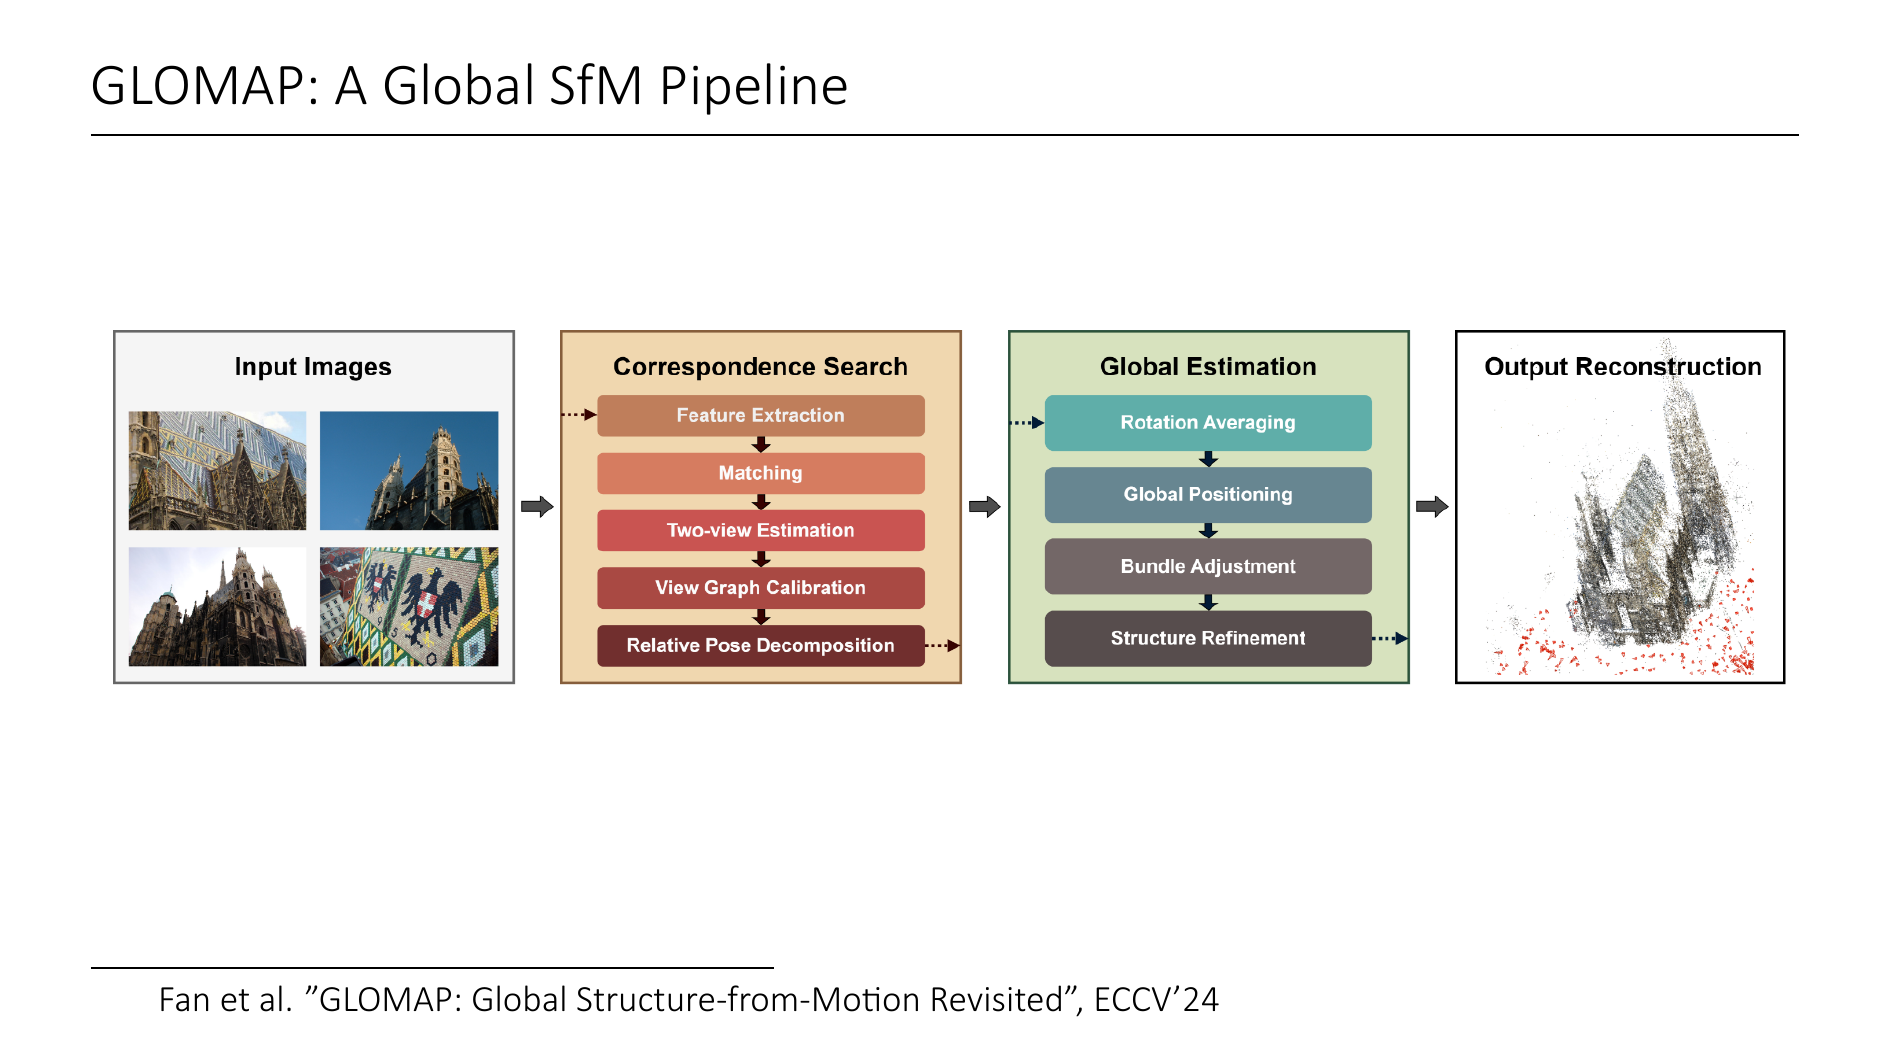 GLOMAP: A Global SfM Pipeline
Input Images
Correspondence Search
Feature Extraction
Matching
Two-view Estimation
View Graph Calibration
Relative Pose Decomposition
Global Estimation
Rotation Averaging
Global Positioning
Bundle Adjustment
Structure Refinement
Output Reconstruction
Fan et al. ”GLOMAP: Global Structure-from-Motion Revisited”, ECCV’24